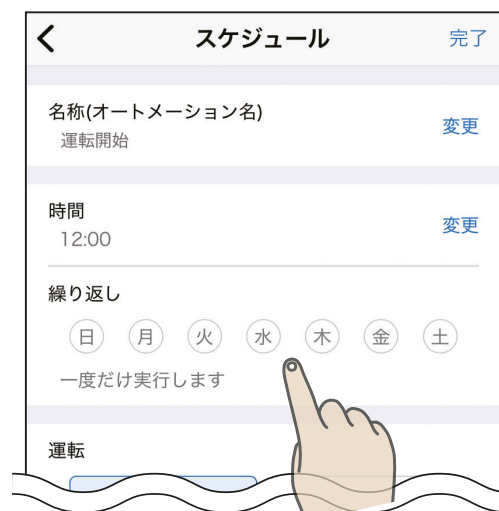 スケジュール 完了
名称(オートメーション名) 変更
運転開始
時間 変更
12:00
繰り返し
日 月 火 水 木 金 土
一度だけ実行します
運転